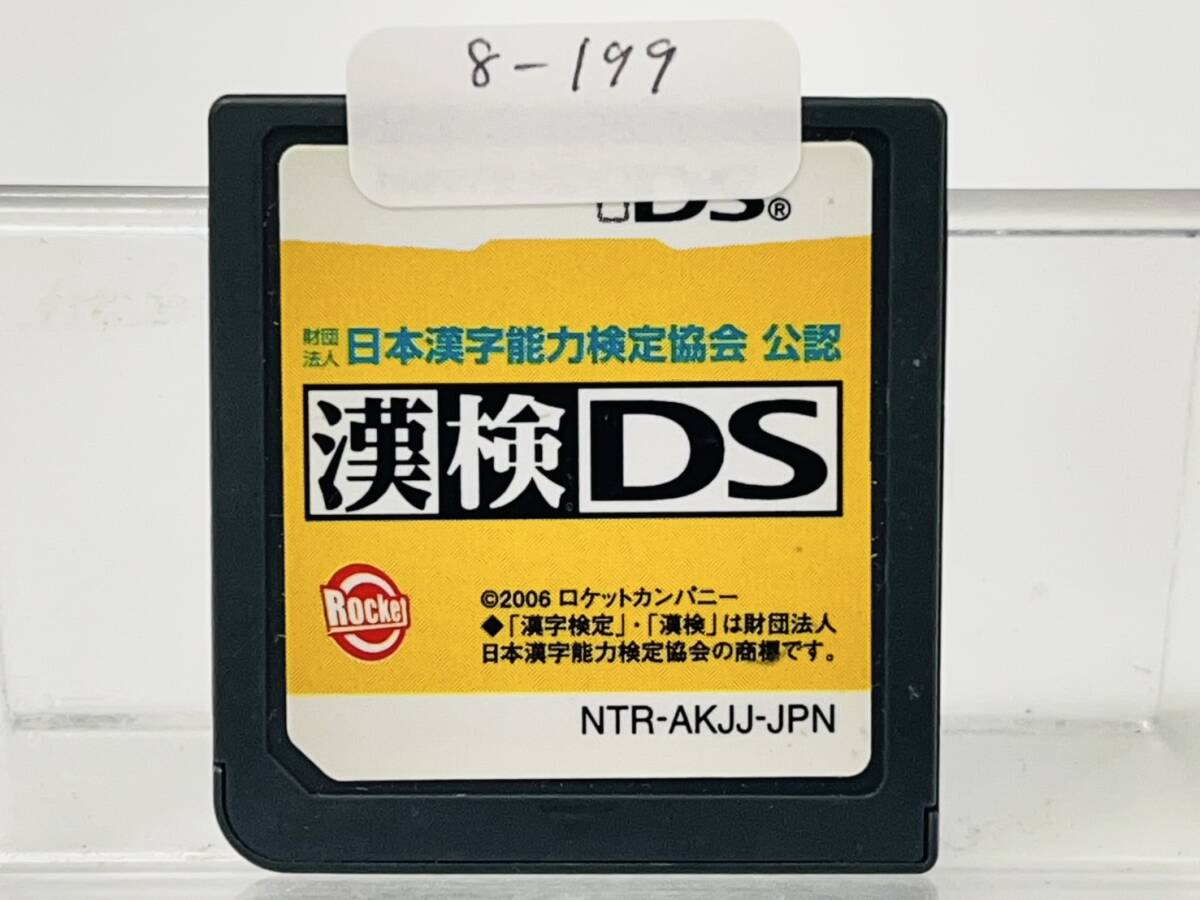 8-199
DS®
財団法人 日本漢字能力検定協会 公認
漢検DS
Rocket
©2006 ロケットカンパニー
◆「漢字検定」・「漢検」は財団法人
日本漢字能力検定協会の商標です。
NTR-AKJJ-JPN